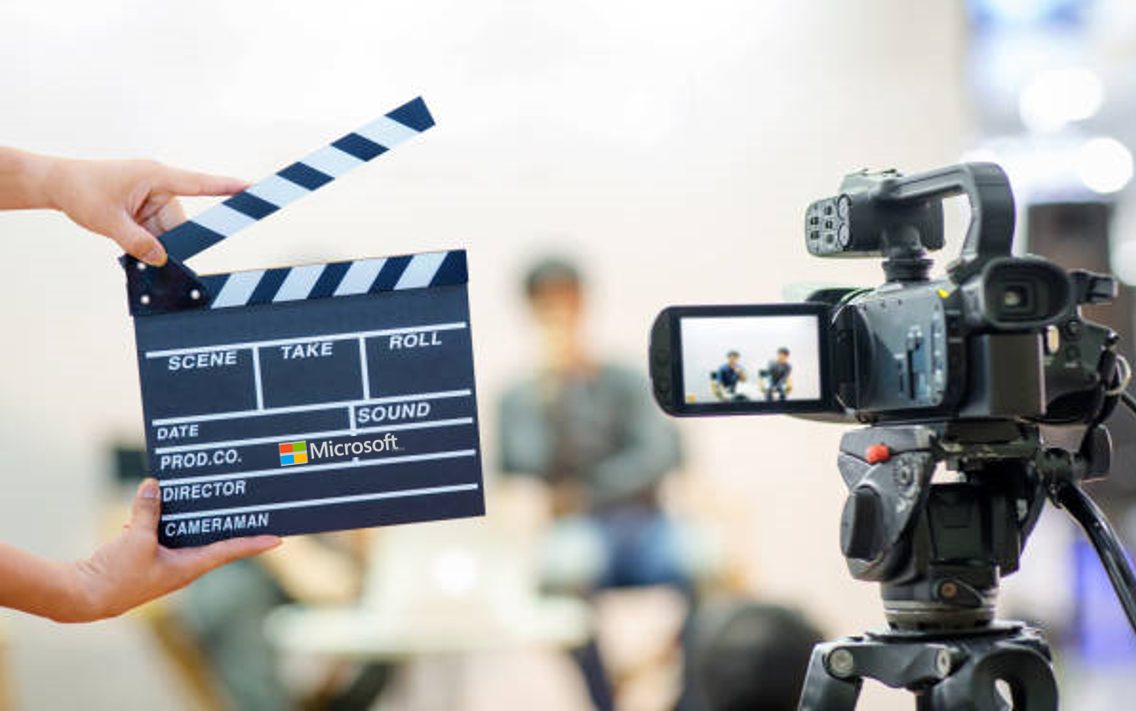 SCENE TAKE ROLL
DATE SOUND
PROD.CO. Microsoft
DIRECTOR
CAMERAMAN